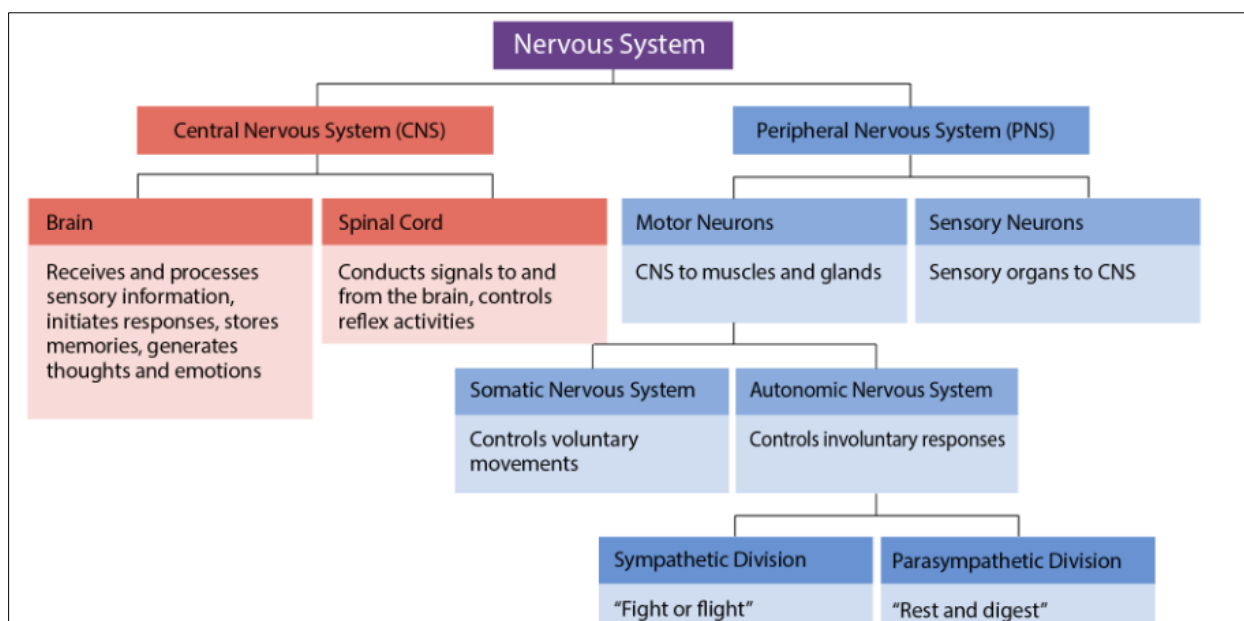 Nervous System
Central Nervous System (CNS)
Peripheral Nervous System (PNS)
Brain
Receives and processes
sensory information,
initiates responses, stores
memories, generates
thoughts and emotions
Spinal Cord
Conducts signals to and
from the brain, controls
reflex activities
Motor Neurons
CNS to muscles and glands
Sensory Neurons
Sensory organs to CNS
Somatic Nervous System
Controls voluntary
movements
Autonomic Nervous System
Controls involuntary responses
Sympathetic Division
“Fight or flight”
Parasympathetic Division
“Rest and digest”